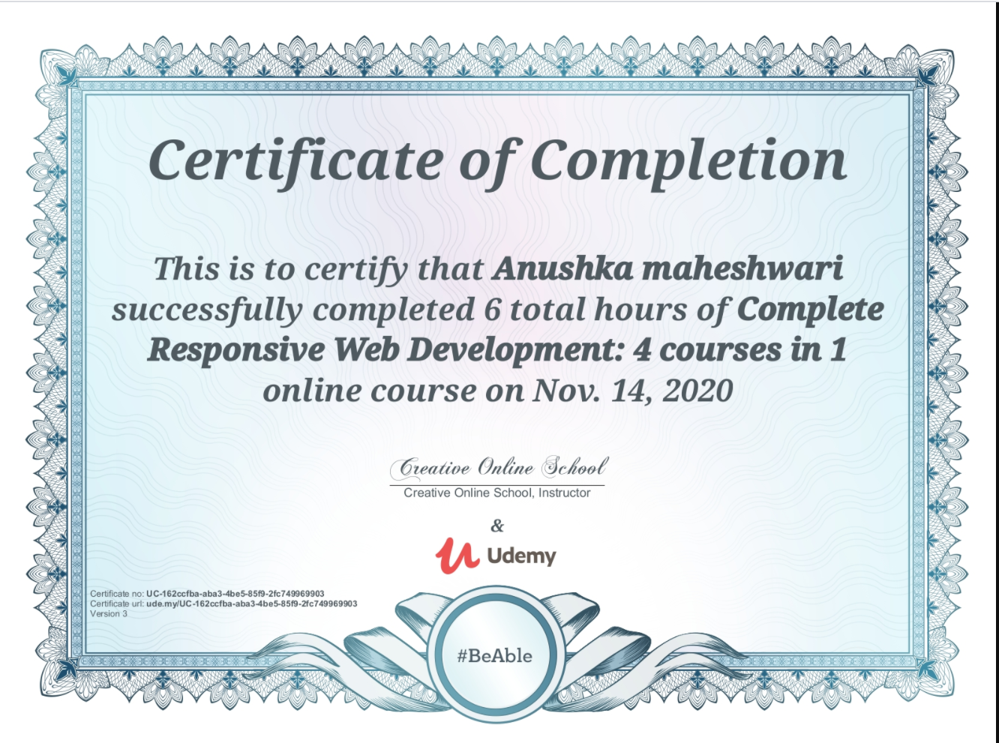 Certificate of Completion
This is to certify that Anushka maheshwari
successfully completed 6 total hours of Complete
Responsive Web Development: 4 courses in 1
online course on Nov. 14, 2020
Creative Online School
Creative Online School, Instructor
&
Udemy
Certificate no: UC-162ccfba-aba3-4be5-85f9-2fc749969903
Certificate url: ude.my/UC-162ccfba-aba3-4be5-85f9-2fc749969903
Version 3
#BeAble